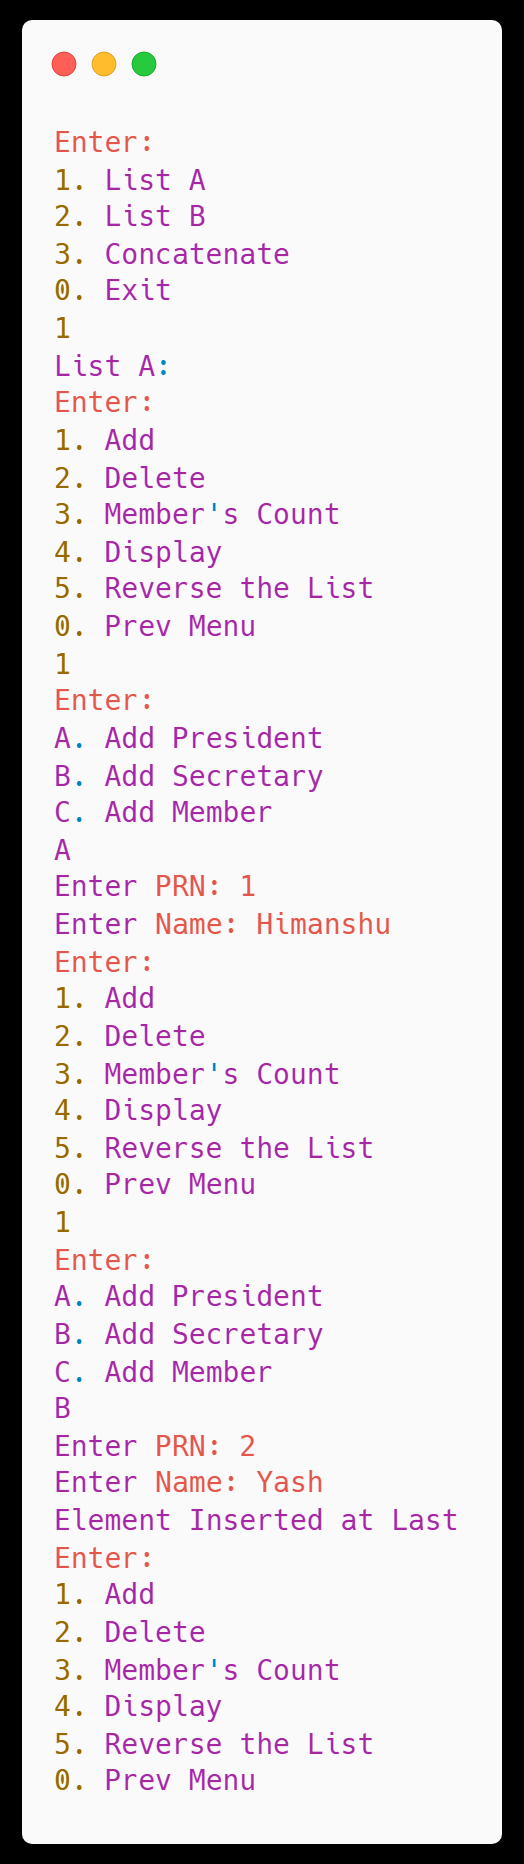 Enter:
1. List A
2. List B
3. Concatenate
0. Exit
1
List A:
Enter:
1. Add
2. Delete
3. Member's Count
4. Display
5. Reverse the List
0. Prev Menu
1
Enter:
A. Add President
B. Add Secretary
C. Add Member
A
Enter PRN: 1
Enter Name: Himanshu
Enter:
1. Add
2. Delete
3. Member's Count
4. Display
5. Reverse the List
0. Prev Menu
1
Enter:
A. Add President
B. Add Secretary
C. Add Member
B
Enter PRN: 2
Enter Name: Yash
Element Inserted at Last
Enter:
1. Add
2. Delete
3. Member's Count
4. Display
5. Reverse the List
0. Prev Menu